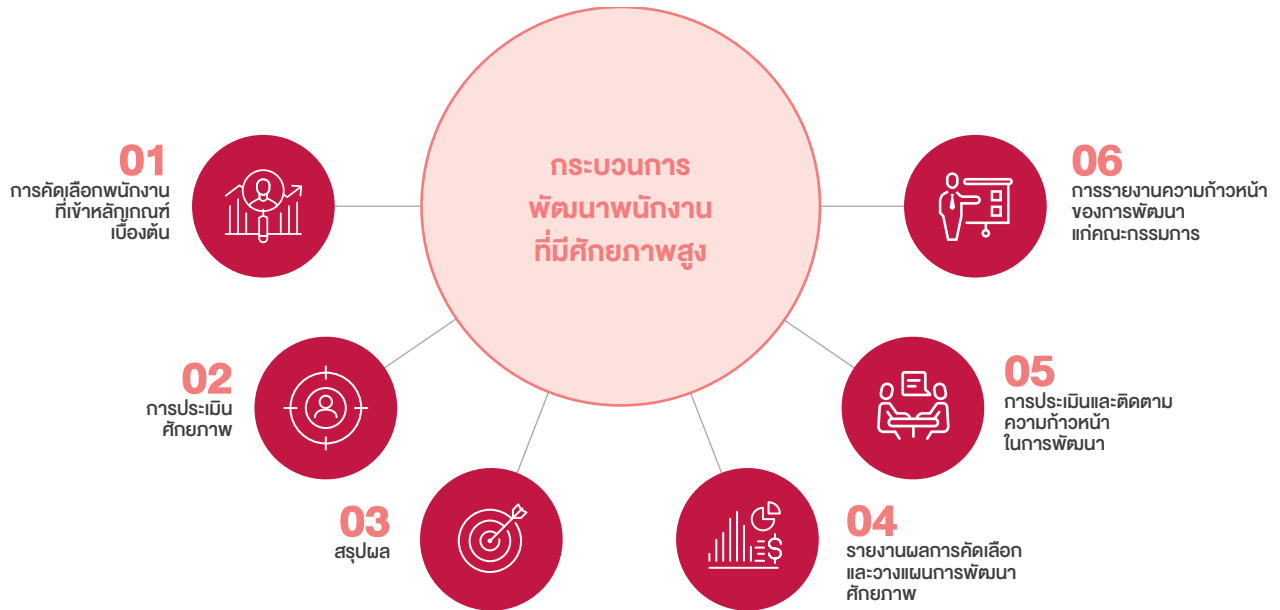 กระบวนการ
พัฒนาพนักงาน
ที่มีศักยภาพสูง
01
การคัดเลือกพนักงาน
ที่เข้าหลักเกณฑ์
เบื้องต้น
02
การประเมิน
ศักยภาพ
03
สรุปผล
04
รายงานผลการคัดเลือก
และวางแผนการพัฒนา
ศักยภาพ
05
การประเมินและติดตาม
ความก้าวหน้า
ในการพัฒนา
06
การรายงานความก้าวหน้า
ของการพัฒนา
แก่คณะกรรมการ